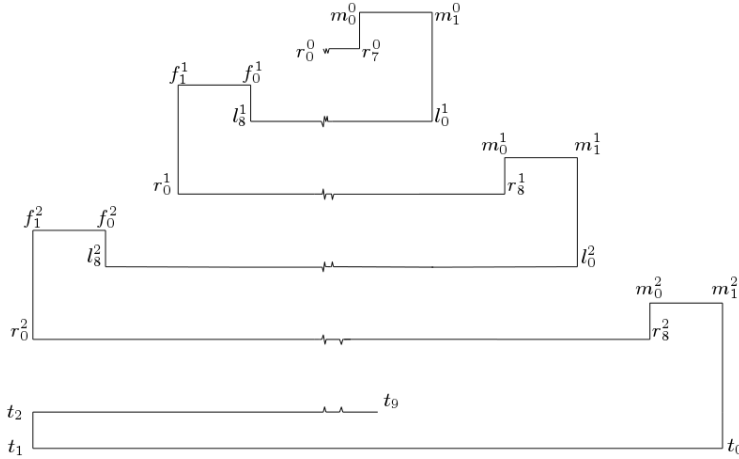 m_0^0 m_1^0
r_0^0 r_7^0
f_1^1 f_0^1
l_8^1 l_0^1
m_0^1 m_1^1
r_0^1 r_8^1
f_1^2 f_0^2
l_8^2 l_0^2
m_0^2 m_1^2
r_0^2 r_8^2
t_2 t_9
t_1 t_0